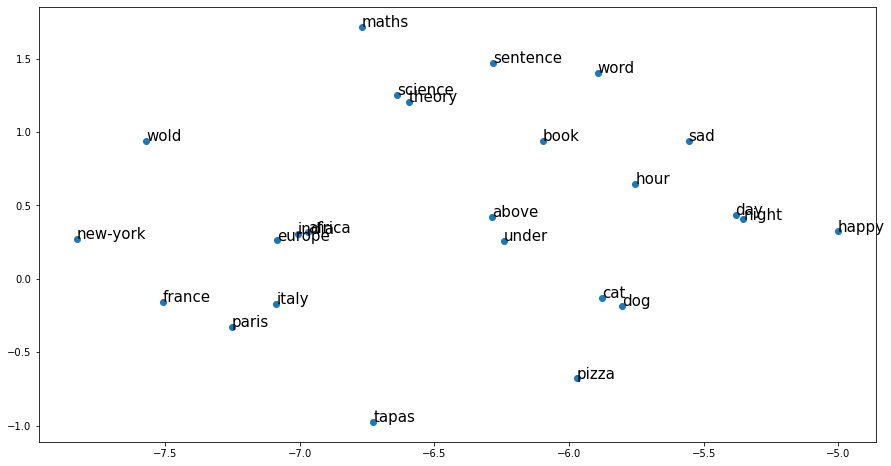 maths
sentence
1.5
word
science
theory
1.0
wold
book
sad
hour
0.5
above
day
night
new-york
europe
india
africa
under
happy
0.0
france
italy
cat
dog
paris
−0.5
pizza
−1.0
tapas
−7.5
−7.0
−6.5
−6.0
−5.5
−5.0